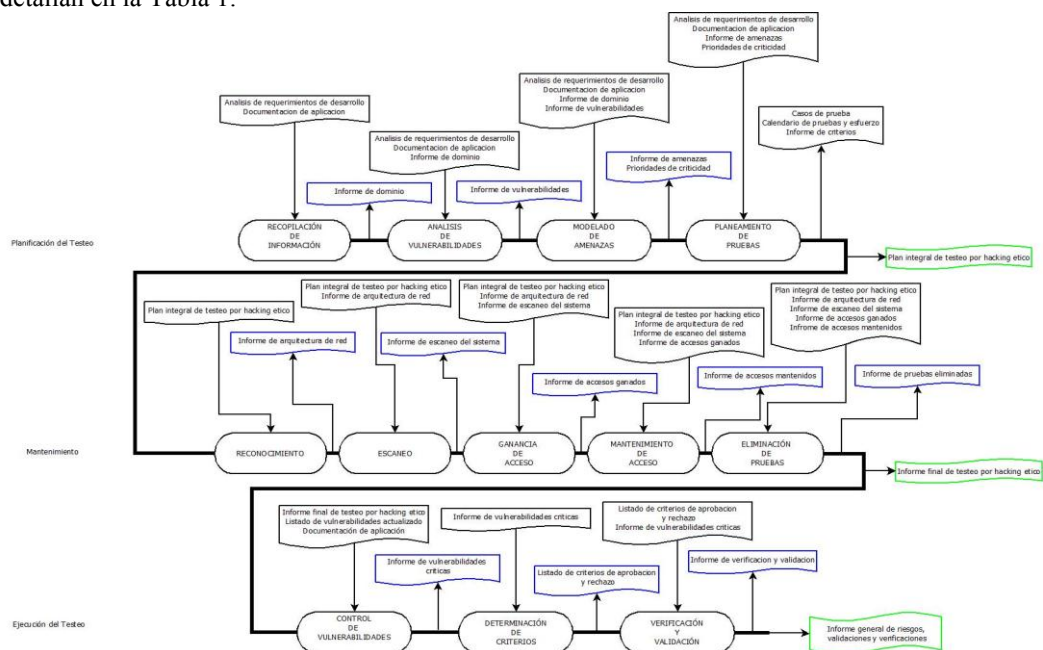 detallan en la Tabla 1.
Analisis de requerimientos de desarrollo
Documentacion de aplicacion
Informe de amenazas
Prioridades de criticidad
Analisis de requerimientos de desarrollo
Documentacion de aplicacion
Informe de dominio
Informe de vulnerabilidades
Analisis de requerimientos de desarrollo
Documentacion de aplicacion
Casos de prueba
Calendario de pruebas y esfuerzo
Informe de criterios
Analisis de requerimientos de desarrollo
Documentacion de aplicacion
Informe de dominio
Informe de amenazas
Prioridades de criticidad
Informe de dominio
Informe de vulnerabilidades
Planificación del Testeo
RECOPILACIÓN
DE
INFORMACIÓN
ANALISIS
DE
VULNERABILIDADES
MODELADO
DE
AMENAZAS
PLANEAMIENTO
DE
PRUEBAS
Plan integral de testeo por hacking etico
Plan integral de testeo por hacking etico
Plan integral de testeo por hacking etico
Informe de arquitectura de red
Plan integral de testeo por hacking etico
Informe de arquitectura de red
Informe de escaneo del sistema
Plan integral de testeo por hacking etico
Informe de arquitectura de red
Informe de escaneo del sistema
Informe de accesos ganados
Plan integral de testeo por hacking etico
Informe de arquitectura de red
Informe de escaneo del sistema
Informe de accesos ganados
Infrome de accesos mantenidos
Informe de arquitectura de red
Informe de escaneo del sistema
Informe de accesos ganados
Informe de accesos mantenidos
Informe de pruebas eliminadas
Mantenimiento
RECONOCIMIENTO
ESCANEO
GANANCIA
DE
ACCESO
MANTENIMIENTO
DE
ACCESO
ELIMINACIÓN
DE
PRUEBAS
Informe final de testeo por hacking etico
Informe final de testeo por hacking etico
Listado de vulnerabilidades actualizado
Documentación de aplicación
Informe de vulnerabilidades criticas
Listado de criterios de aprobacion
y rechazo
Informe de vulnerabilidades criticas
Informe de vulnerabilidades
criticas
Listado de criterios de aprobacion
y rechazo
Informe de verificacion y validacion
Ejecución del Testeo
CONTROL
DE
VULNERABILIDADES
DETERMINACIÓN
DE
CRITERIOS
VERIFICACIÓN
Y
VALIDACIÓN
Informe general de riesgos,
validaciones y verificaciones